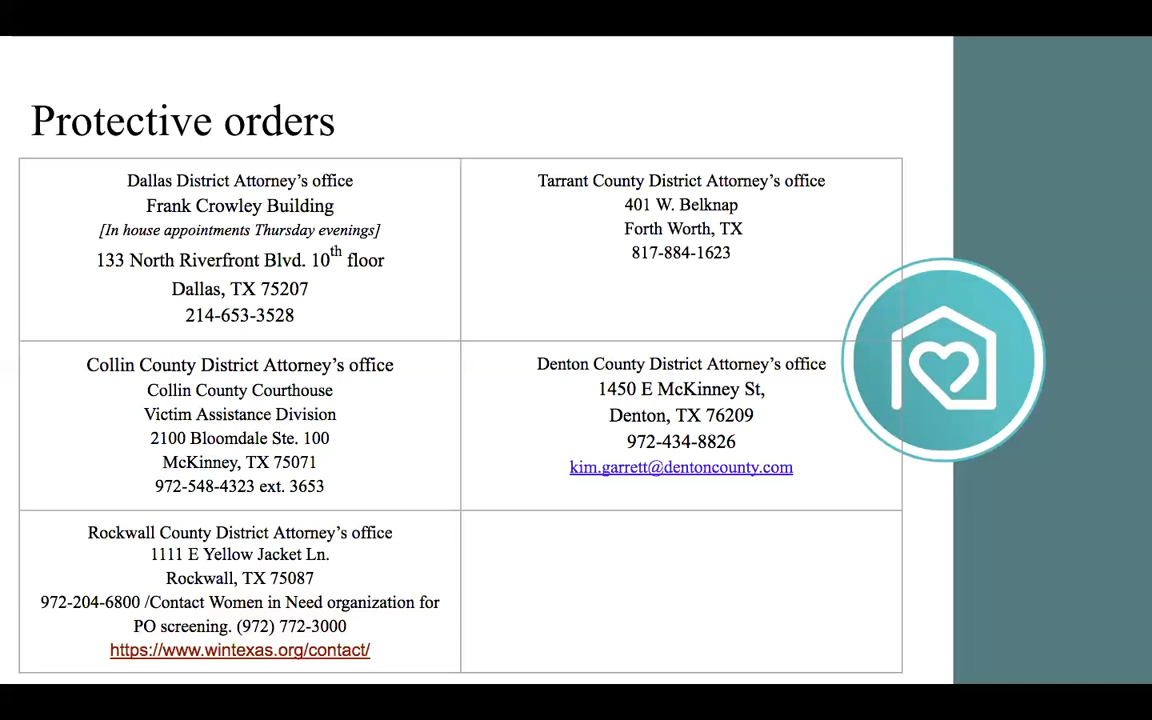 Protective orders
Dallas District Attorney’s office
Frank Crowley Building
[In house appointments Thursday evenings]
133 North Riverfront Blvd. 10th floor
Dallas, TX 75207
214-653-3528
Tarrant County District Attorney’s office
401 W. Belknap
Forth Worth, TX
817-884-1623
Collin County District Attorney’s office
Collin County Courthouse
Victim Assistance Division
2100 Bloomdale Ste. 100
McKinney, TX 75071
972-548-4323 ext. 3653
Denton County District Attorney’s office
1450 E McKinney St,
Denton, TX 76209
972-434-8826
kim.garrett@dentoncounty.com
Rockwall County District Attorney’s office
1111 E Yellow Jacket Ln.
Rockwall, TX 75087
972-204-6800 /Contact Women in Need organization for
PO screening. (972) 772-3000
https://www.wintexas.org/contact/